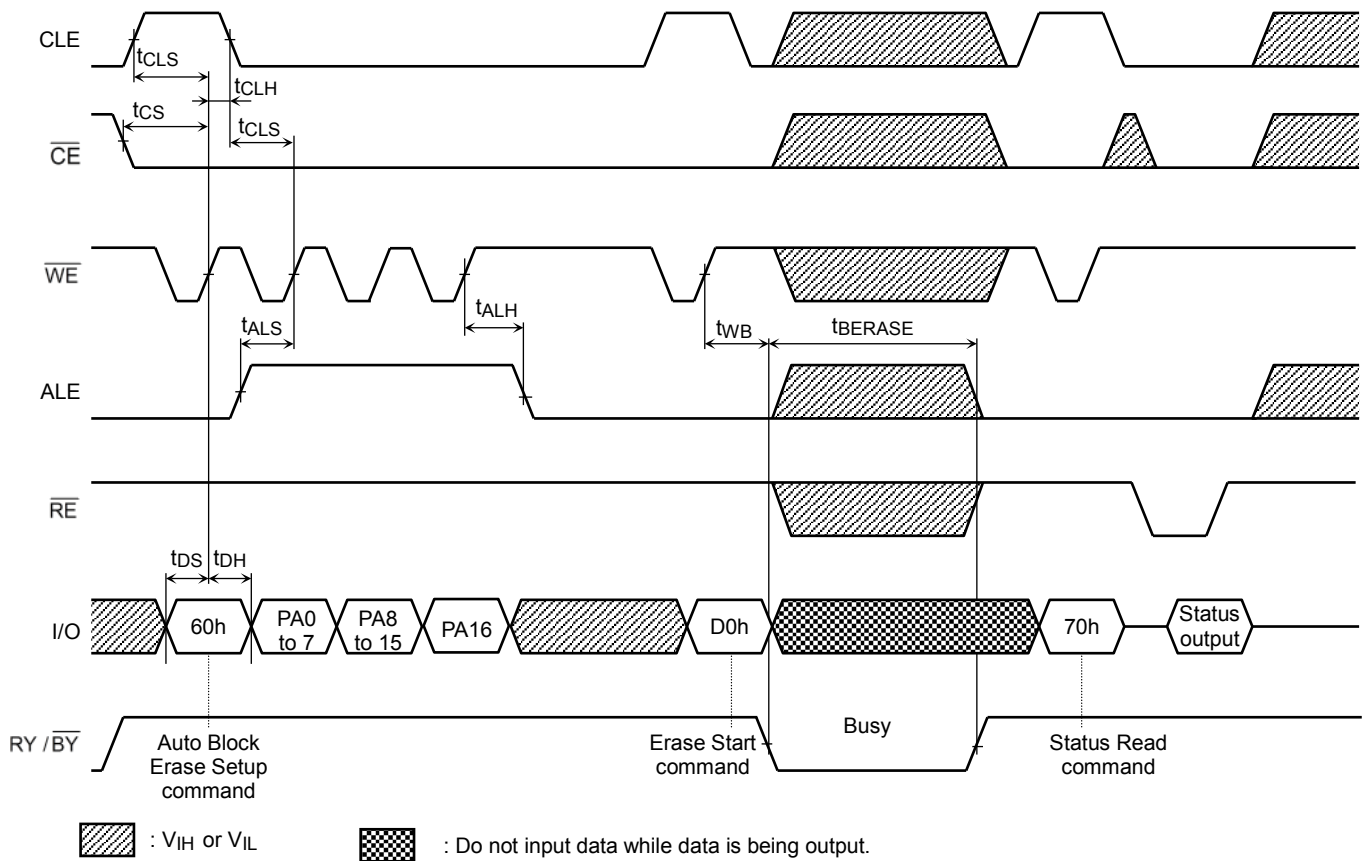 CLE
tCLS
tCLH
tCS
tCLS
CE
WE
tALS
tALH
tWB
tBERASE
ALE
RE
tDS
tDH
I/O
60h
PA0
to 7
PA8
to 15
PA16
D0h
70h
Status
output
RY / BY
Busy
Auto Block
Erase Setup
command
Erase Start
command
Status Read
command
: VIH or VIL
: Do not input data while data is being output.